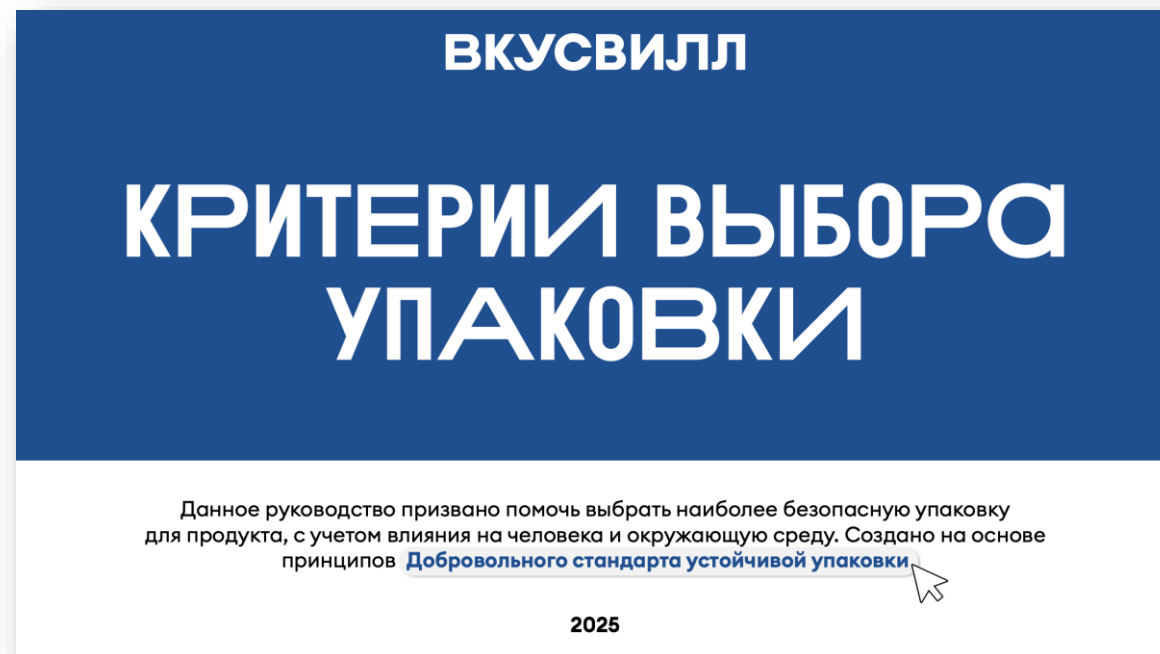 ВКУСВИЛЛ
КРИТЕРИИ ВЫБОРА
УПАКОВКИ
Данное руководство призвано помочь выбрать наиболее безопасную упаковку
для продукта, с учетом влияния на человека и окружающую среду. Создано на основе
принципов Добровольного стандарта устойчивой упаковки
2025